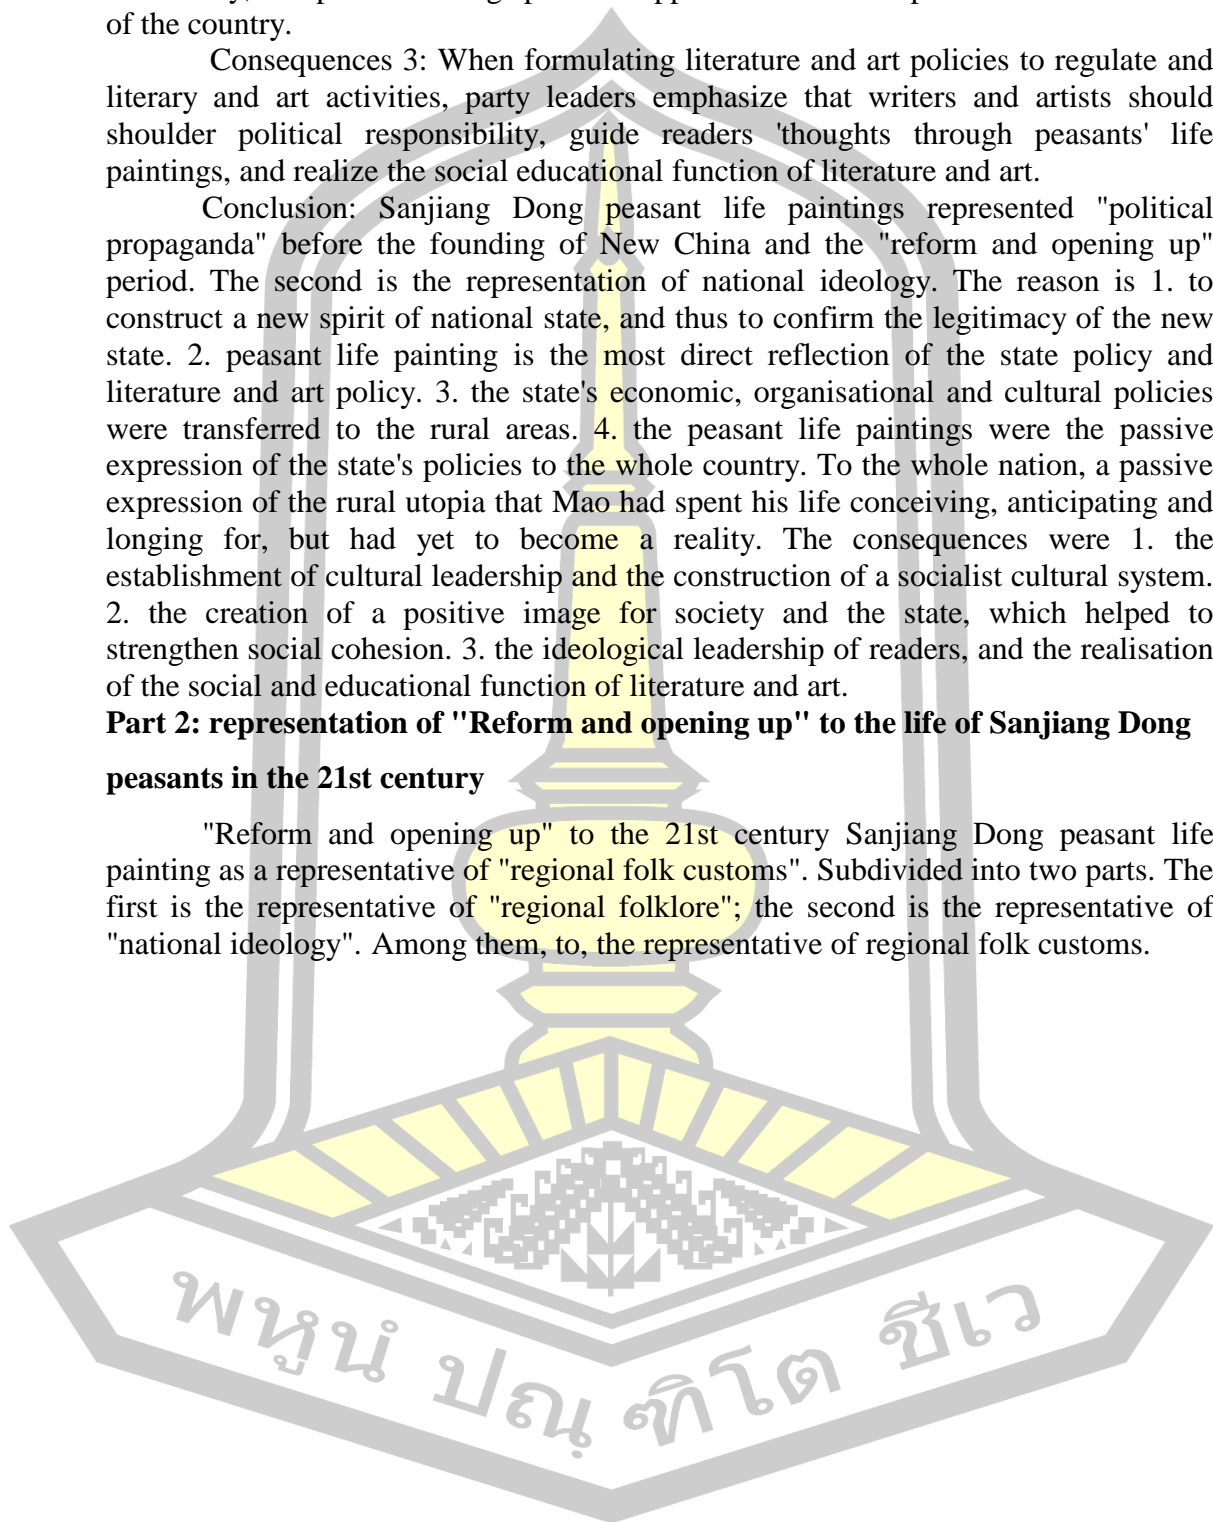 of the country.
Consequences 3: When formulating literature and art policies to regulate and
literary and art activities, party leaders emphasize that writers and artists should
shoulder political responsibility, guide readers 'thoughts through peasants' life
paintings, and realize the social educational function of literature and art.
Conclusion: Sanjiang Dong peasant life paintings represented "political
propaganda" before the founding of New China and the "reform and opening up"
period. The second is the representation of national ideology. The reason is 1. to
construct a new spirit of national state, and thus to confirm the legitimacy of the new
state. 2. peasant life painting is the most direct reflection of the state policy and
literature and art policy. 3. the state's economic, organisational and cultural policies
were transferred to the rural areas. 4. the peasant life paintings were the passive
expression of the state's policies to the whole country. To the whole nation, a passive
expression of the rural utopia that Mao had spent his life conceiving, anticipating and
longing for, but had yet to become a reality. The consequences were 1. the
establishment of cultural leadership and the construction of a socialist cultural system.
2. the creation of a positive image for society and the state, which helped to
strengthen social cohesion. 3. the ideological leadership of readers, and the realisation
of the social and educational function of literature and art.
Part 2: representation of "Reform and opening up" to the life of Sanjiang Dong
peasants in the 21st century
"Reform and opening up" to the 21st century Sanjiang Dong peasant life
painting as a representative of "regional folk customs". Subdivided into two parts. The
first is the representative of "regional folklore"; the second is the representative of
"national ideology". Among them, to, the representative of regional folk customs.
พหูนํ ปณฺฑิโต ชีเว